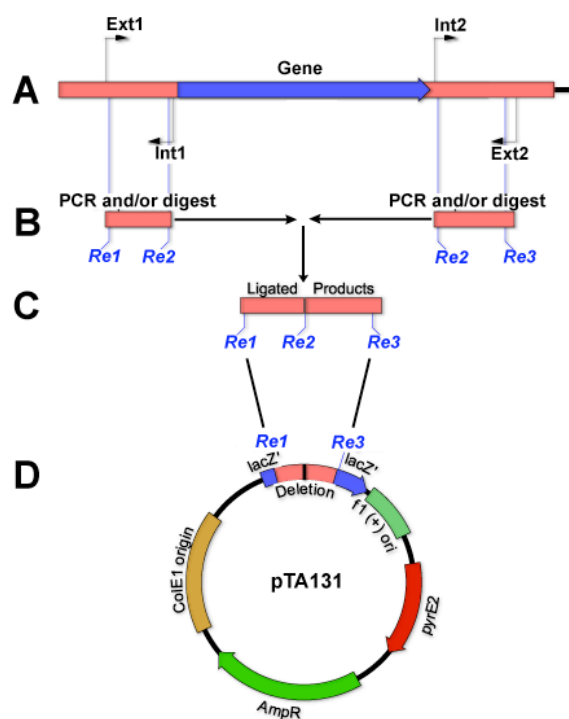 Ext1
Int2
A
Gene
Int1
Ext2
PCR and/or digest
PCR and/or digest
B
Re1
Re2
Re2
Re3
C
Ligated
Products
Re1
Re2
Re3
Re1
Re3
D
lacZ'
lacZ'
Deletion
f1 (+) ori
ColE1 origin
pTA131
pyrE2
AmpR